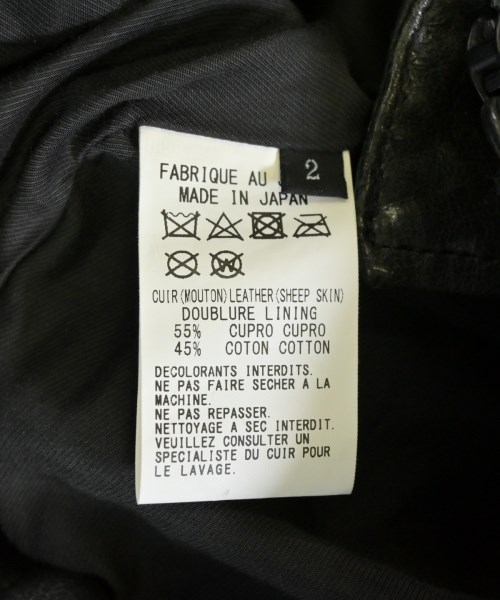 2
FABRIQUE AU
MADE IN JAPAN
W
CUIR(MOUTON)LEATHER(SHEEP SKIN)
DOUBLURE LINING
55% CUPRO CUPRO
45% COTON COTTON
DECOLORANTS INTERDITS.
NE PAS FAIRE SECHER A LA
MACHINE.
NE PAS REPASSER.
NETTOYAGE A SEC INTERDIT.
VEUILLEZ CONSULTER UN
SPECIALISTE DU CUIR POUR
LE LAVAGE.